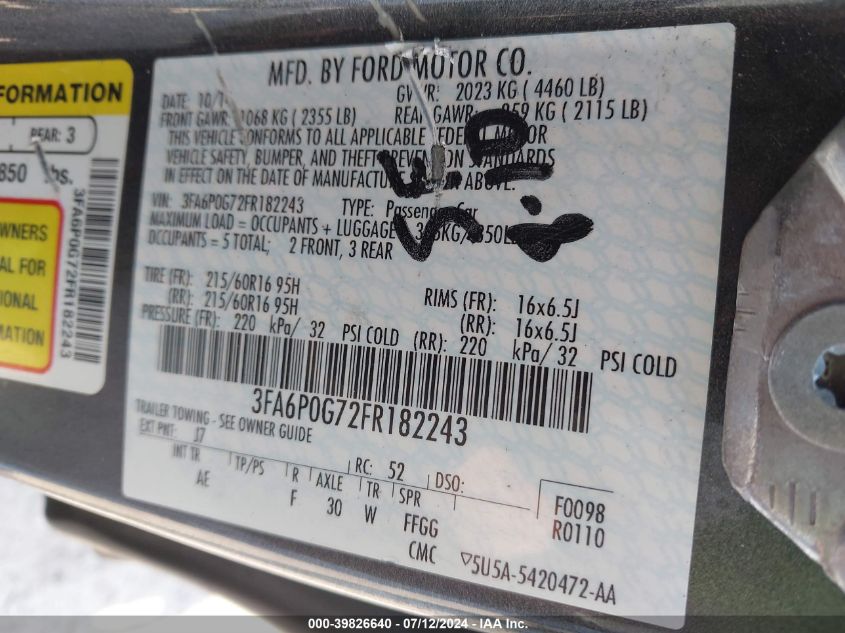 FORMATION
REAR: 3
850 lbs.
OWNERS
AL FOR
IONAL
MATION
3FA6P0G72FR182243
MFD. BY FORD MOTOR CO.
DATE: 10/1
GVWR: 2023 KG ( 4460 LB)
FRONT GAWR: 1068 KG ( 2355 LB)
REAR GAWR: 959 KG ( 2115 LB)
THIS VEHICLE CONFORMS TO ALL APPLICABLE FEDERAL MOTOR
VEHICLE SAFETY, BUMPER, AND THEFT PREVENTION STANDARDS
IN EFFECT ON THE DATE OF MANUFACTURE SHOWN ABOVE.
VIN: 3FA6P0G72FR182243
TYPE: Passenger Car
MAXIMUM LOAD = OCCUPANTS + LUGGAGE
OCCUPANTS = 5 TOTAL; 2 FRONT, 3 REAR
TIRE (FR): 215/60R16 95H
RIMS (FR): 16x6.5J
(RR): 215/60R16 95H
(RR): 16x6.5J
PRESSURE (FR): 220 kPa/ 32 PSI COLD (RR): 220 kPa/ 32 PSI COLD
3FA6P0G72FR182243
TRAILER TOWING - SEE OWNER GUIDE
EXT PNT: J7
RC: 52
DSO:
INT TR TP/PS R AXLE TR SPR
AE F 30 W FFGG
CMC
F0098
R0110
▽5U5A-5420472-AA
000-39826640 - 07/12/2024 - IAA Inc.